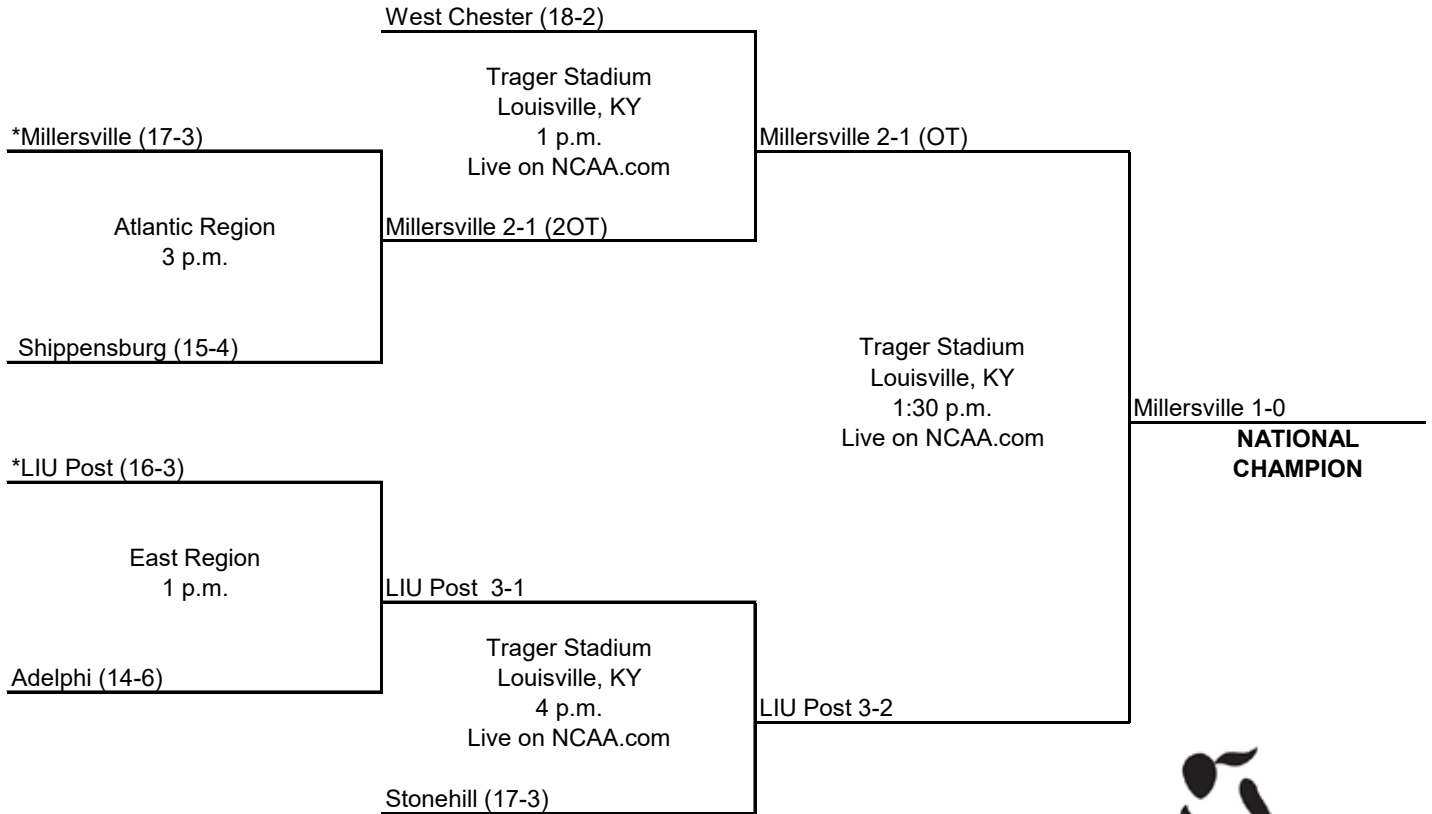 West Chester (18-2)
Trager Stadium
Louisville, KY
1 p.m.
Live on NCAA.com
*Millersville (17-3)
Millersville 2-1 (OT)
Atlantic Region
3 p.m.
Millersville 2-1 (2OT)
Shippensburg (15-4)
Trager Stadium
Louisville, KY
1:30 p.m.
Live on NCAA.com
Millersville 1-0
NATIONAL
CHAMPION
*LIU Post (16-3)
East Region
1 p.m.
LIU Post 3-1
Adelphi (14-6)
Trager Stadium
Louisville, KY
4 p.m.
Live on NCAA.com
LIU Post 3-2
Stonehill (17-3)